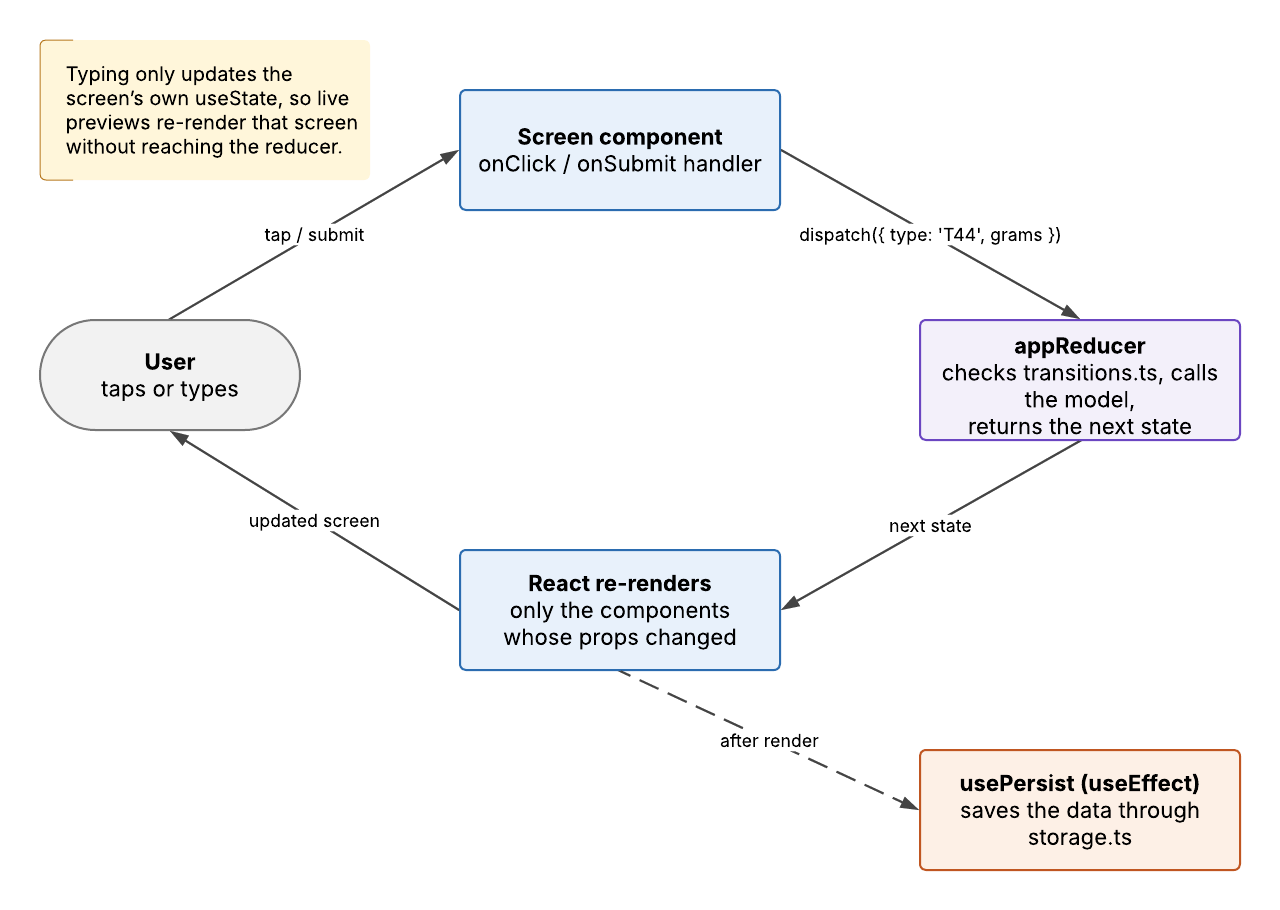 Typing only updates the
screen’s own useState, so live
previews re-render that screen
without reaching the reducer.
Screen component
onClick / onSubmit handler
tap / submit
dispatch({ type: 'T44', grams })
User
taps or types
appReducer
checks transitions.ts, calls
the model,
returns the next state
updated screen
next state
React re-renders
only the components
whose props changed
after render
usePersist (useEffect)
saves the data through
storage.ts